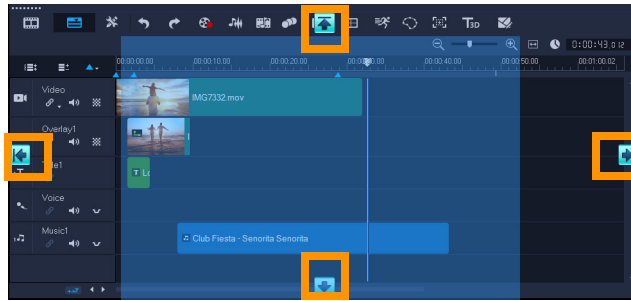 T3D
0:00:43.012
00:00:00.00 00:00:10.00 00:00:20.00 00:00:40.00 00:00:50.00 00:01:00.02
Video
IMG7332.mov
Overlay1
Title1
T Lo
Voice
Music1
Club Fiesta - Senorita Senorita